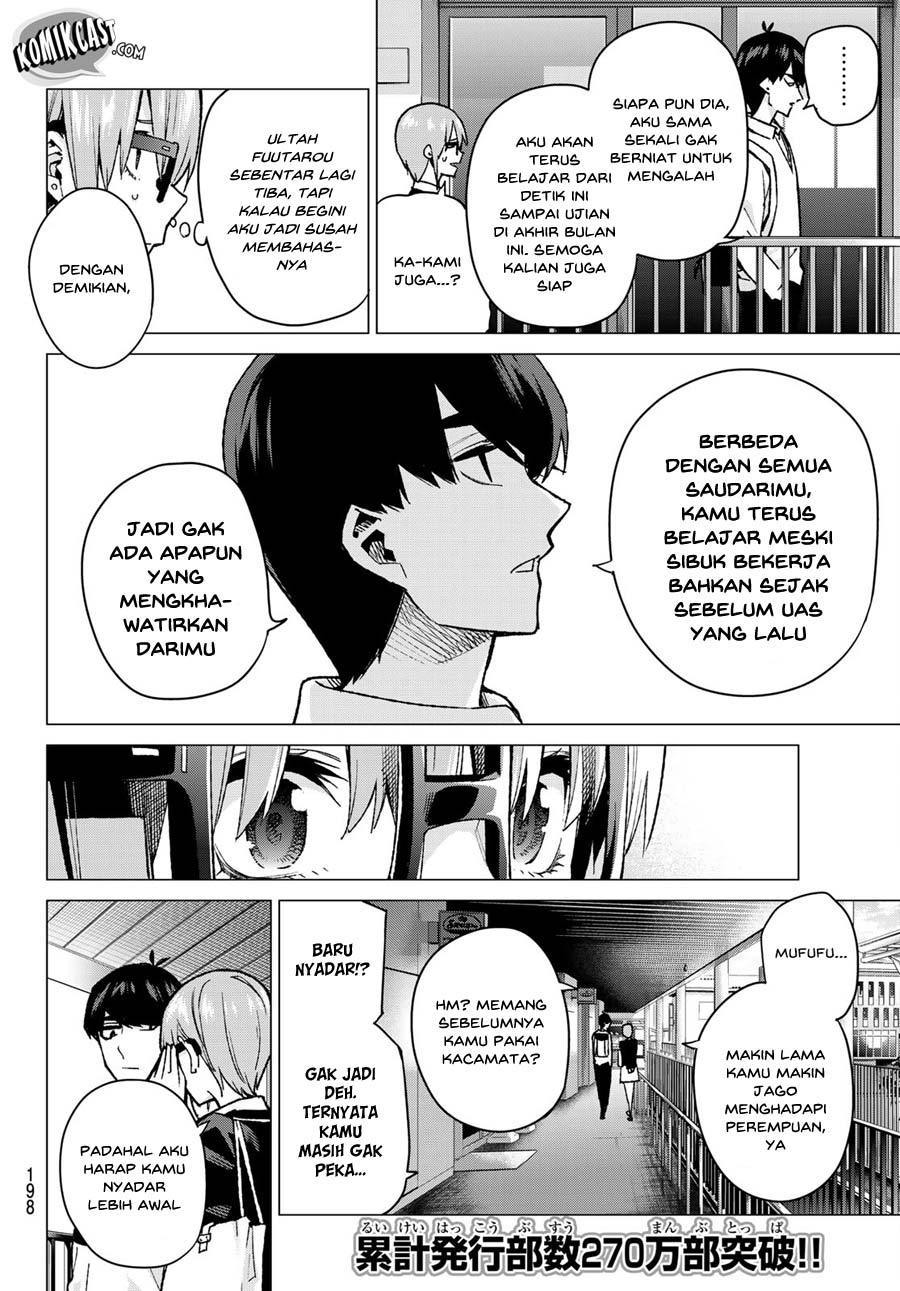 KOMIKCAST
.COM
......
SIAPA PUN DIA,
AKU SAMA
SEKALI GAK
BERNIAT UNTUK
MENGALAH
AKU AKAN
TERUS
BELAJAR DARI
DETIK INI
SAMPAI UJIAN
DI AKHIR BULAN
INI. SEMOGA
KALIAN JUGA
SIAP
KA-KAMI
JUGA...?
ULTAH
FUUTAROU
SEBENTAR LAGI
TIBA, TAPI
KALAU BEGINI
AKU JADI SUSAH
MEMBAHAS-
NYA
DENGAN
DEMIKIAN,
BERBEDA
DENGAN SEMUA
SAUDARIMU,
KAMU TERUS
BELAJAR MESKI
SIBUK BEKERJA
BAHKAN SEJAK
SEBELUM UAS
YANG LALU
JADI GAK
ADA APAPUN
YANG
MENGKHA-
WATIRKAN
DARIMU
MUFUFU...
MAKIN LAMA
KAMU MAKIN
JAGO
MENGHADAPI
PEREMPUAN,
YA
HM? MEMANG
SEBELUMNYA
KAMU PAKAI
KACAMATA?
BARU
NYADAR!?
GAK JADI
DEH.
TERNYATA
KAMU
MASIH GAK
PEKA...
PADAHAL AKU
HARAP KAMU
NYADAR
LEBIH AWAL
198
るいけいはっこうぶすう まんぶとっぱ
累計発行部数270万部突破!!